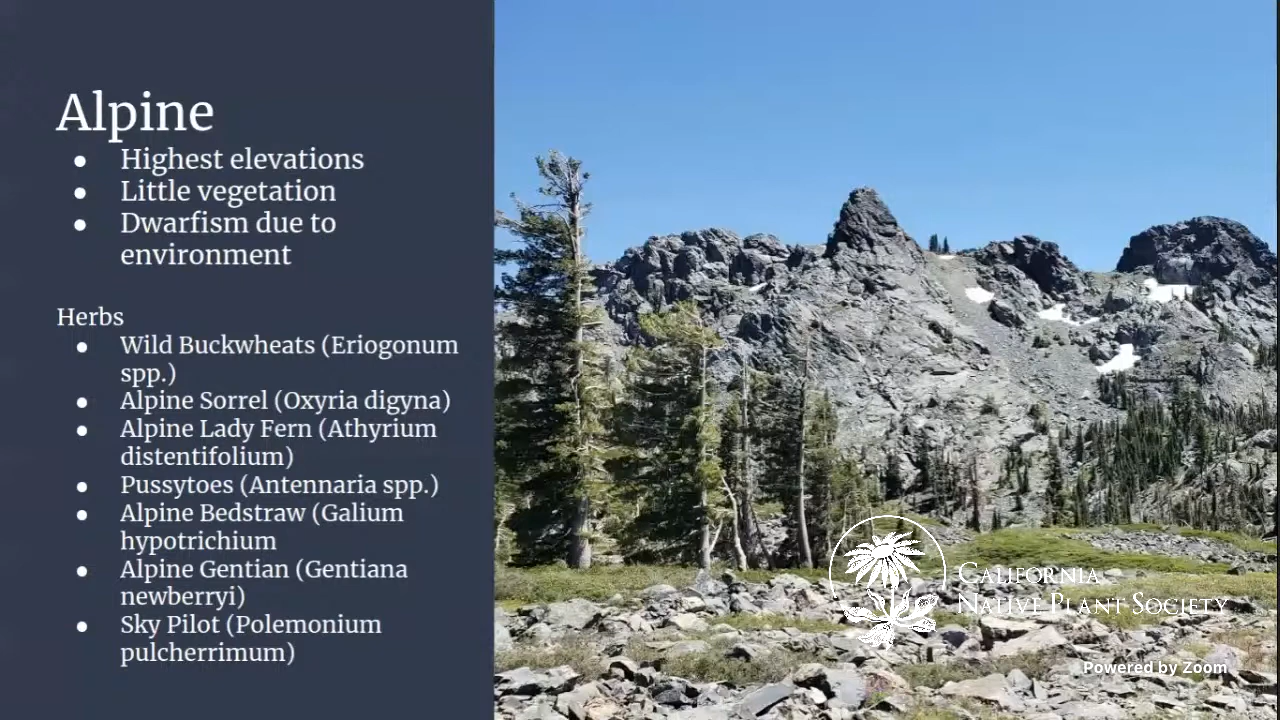 Alpine
● Highest elevations
● Little vegetation
● Dwarfism due to
environment
Herbs
● Wild Buckwheats (Eriogonum
spp.)
● Alpine Sorrel (Oxyria digyna)
● Alpine Lady Fern (Athyrium
distentifolium)
● Pussytoes (Antennaria spp.)
● Alpine Bedstraw (Galium
hypotrichium
● Alpine Gentian (Gentiana
newberryi)
● Sky Pilot (Polemonium
pulcherrimum)
California
Native Plant Society
Powered by Zoom